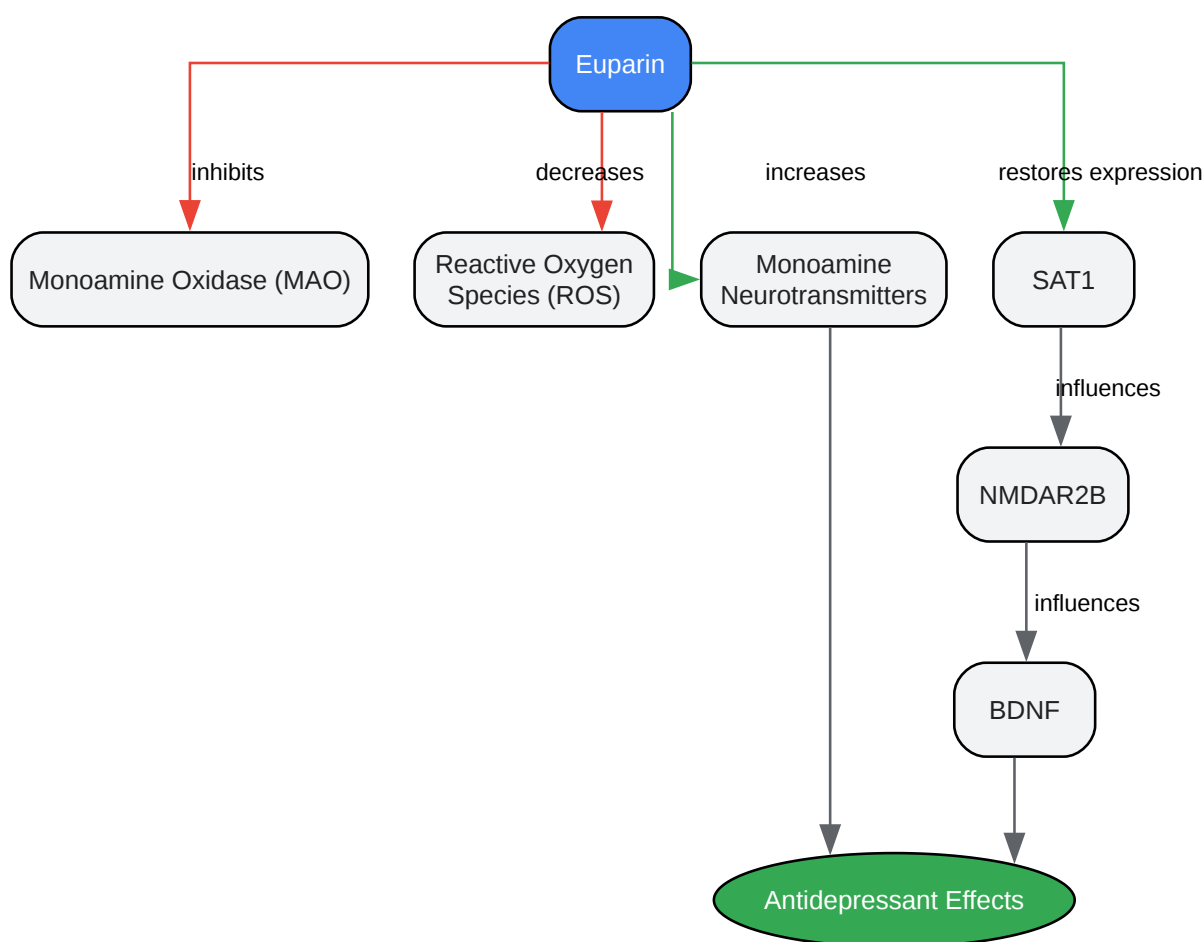 Euparin
inhibits
decreases
increases
restores expression
Monoamine Oxidase (MAO)
Reactive Oxygen
Species (ROS)
Monoamine
Neurotransmitters
SAT1
influences
NMDAR2B
influences
BDNF
Antidepressant Effects